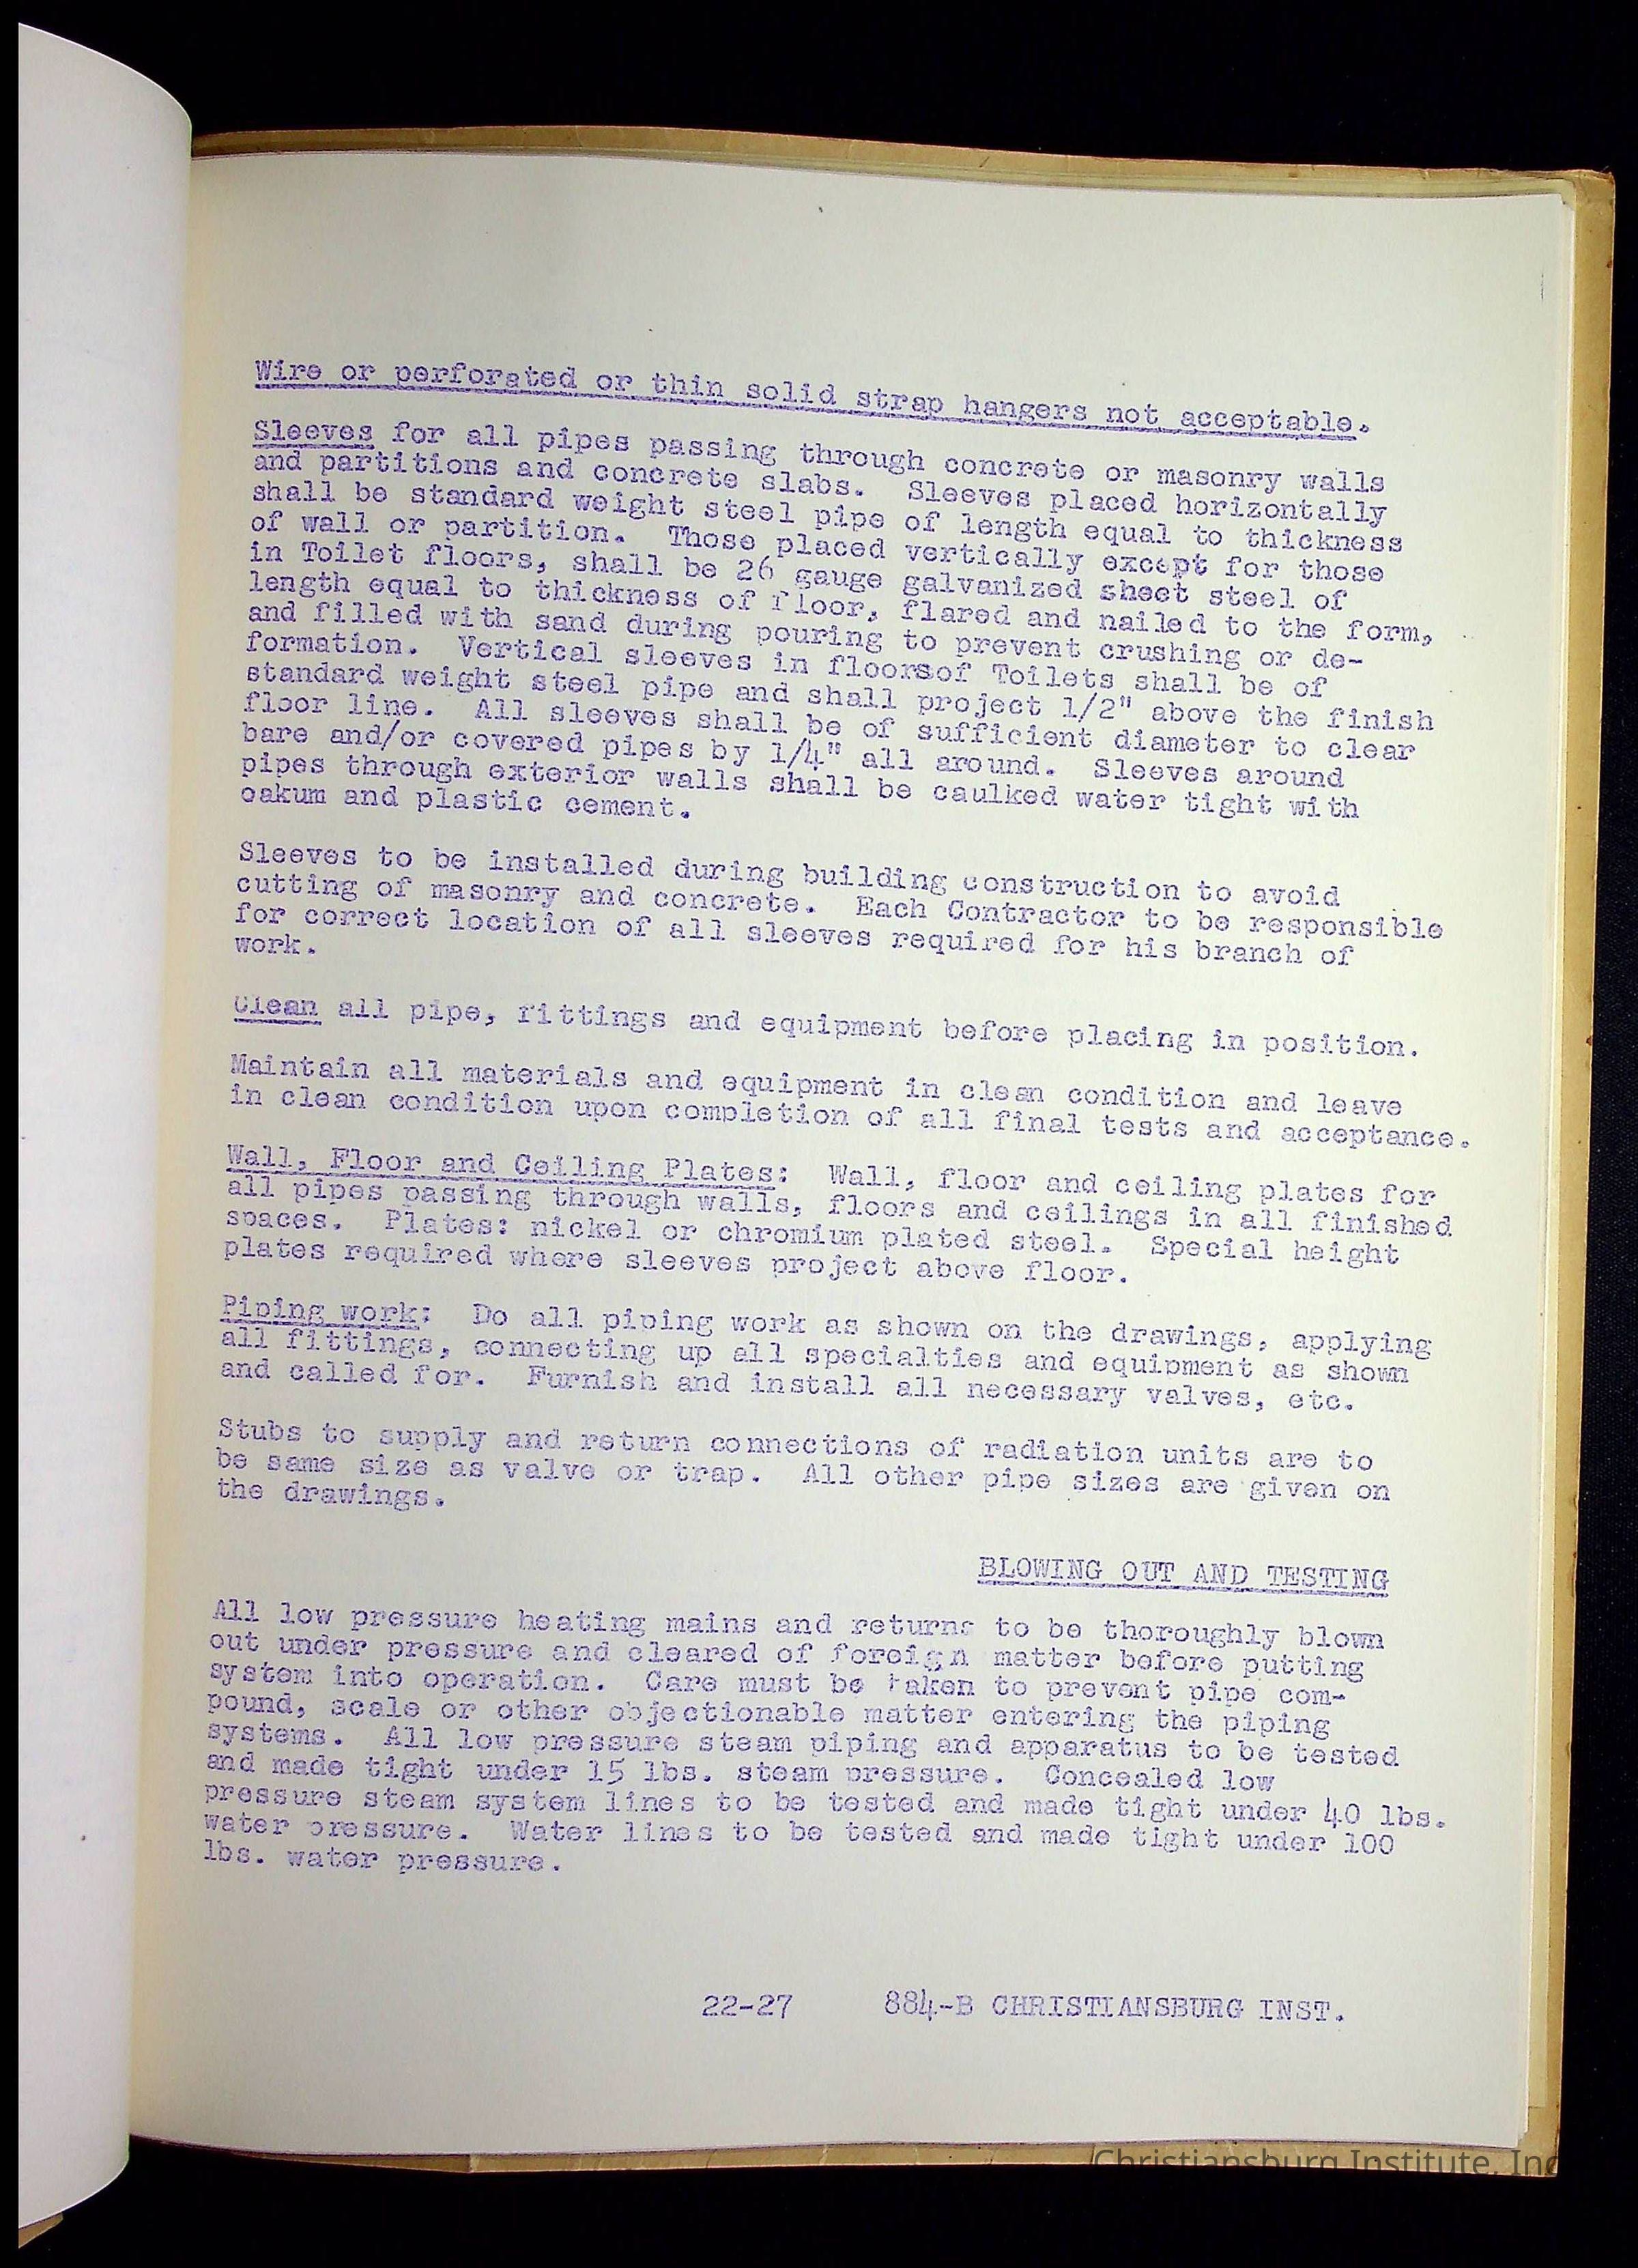 Wire or perforated or thin solid strap hangers not acceptable.
Sleeves for all pipes passing through concrete or masonry walls
and partitions and concrete slabs. Sleeves placed horizontally
shall be standard weight steel pipe of length equal to thickness
of wall or partition. Those placed vertically except for those
in Toilet floors, shall be 26 gauge galvanized sheet steel of
length equal to thickness of floor, flared and nailed to the form,
and filled with sand during pouring to prevent crushing or de-
formation. Vertical sleeves in floorsof Toilets shall be of
standard weight steel pipe and shall project 1/2" above the finish
floor line. All sleeves shall be of sufficient diameter to clear
bare and/or covered pipes by 1/4" all around. Sleeves around
pipes through exterior walls shall be caulked water tight with
oakum and plastic cement.
Sleeves to be installed during building construction to avoid
cutting of masonry and concrete. Each Contractor to be responsible
for correct location of all sleeves required for his branch of
work.
Clean all pipe, fittings and equipment before placing in position.
Maintain all materials and equipment in clean condition and leave
in clean condition upon completion of all final tests and acceptance.
Wall, Floor and Ceiling Plates: Wall, floor and ceiling plates for
all pipes passing through walls, floors and ceilings in all finished
spaces. Plates: nickel or chromium plated steel. Special height
plates required where sleeves project above floor.
Piping work: Do all piping work as shown on the drawings, applying
all fittings, connecting up all specialties and equipment as shown
and called for. Furnish and install all necessary valves, etc.
Stubs to supply and return connections of radiation units are to
be same size as valve or trap. All other pipe sizes are given on
the drawings.
BLOWING OUT AND TESTING
All low pressure heating mains and returns to be thoroughly blown
out under pressure and cleared of foreign matter before putting
system into operation. Care must be taken to prevent pipe com-
pound, scale or other objectionable matter entering the piping
systems. All low pressure steam piping and apparatus to be tested
and made tight under 15 lbs. steam pressure. Concealed low
pressure steam system lines to be tested and made tight under 40 lbs.
water pressure. Water lines to be tested and made tight under 100
lbs. water pressure.
22-27 884-B CHRISTIANSBURG INST.
Christiansburg Institute, Inc